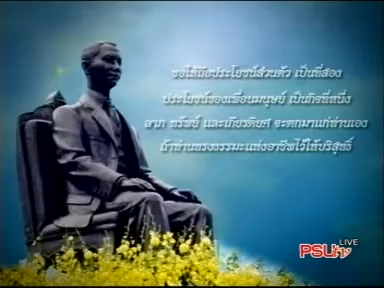 ขอให้ถือประโยชน์ส่วนตัว เป็นที่สอง
ประโยชน์ของเพื่อนมนุษย์ เป็นกิจที่หนึ่ง
ลาภ ทรัพย์ และเกียรติยศ จะตกมาแก่ท่านเอง
ถ้าท่านทรงธรรมะแห่งอาชีพไว้ให้บริสุทธิ์
LIVE
PSU tv